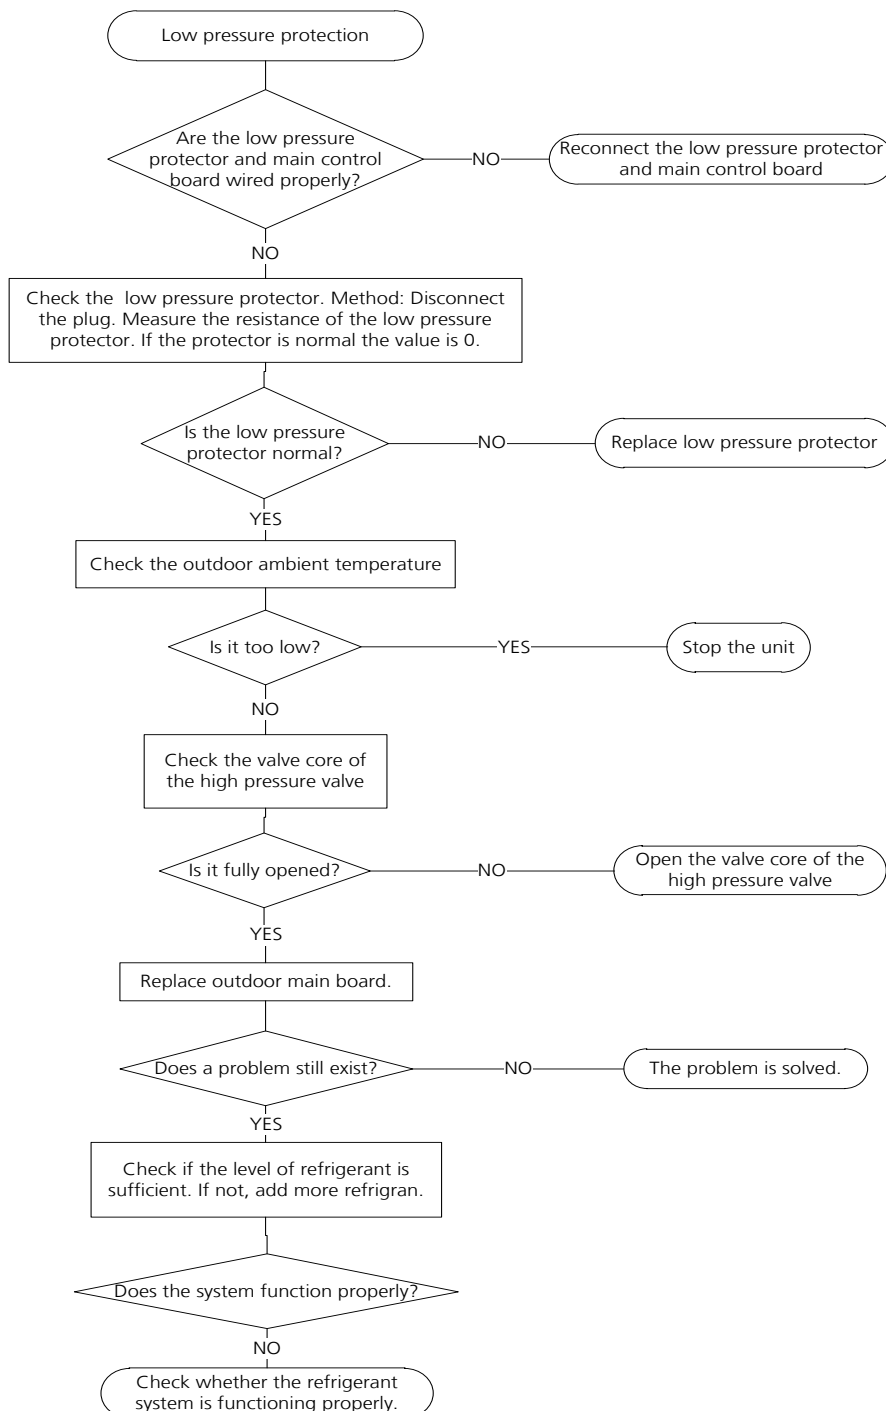 Low pressure protection
Are the low pressure
protector and main control
board wired properly?
NO
Reconnect the low pressure protector
and main control board
NO
Check the  low pressure protector. Method: Disconnect
the plug. Measure the resistance of the low pressure
protector. If the protector is normal the value is 0.
Is the low pressure
protector normal?
NO
Replace low pressure protector
YES
Check the outdoor ambient temperature
Is it too low?
YES
Stop the unit
NO
Check the valve core of
the high pressure valve
Is it fully opened?
NO
Open the valve core of the
high pressure valve
YES
Replace outdoor main board.
Does a problem still exist?
NO
The problem is solved.
YES
Check if the level of refrigerant is
sufficient. If not, add more refrigran.
Does the system function properly?
NO
Check whether the refrigerant
system is functioning properly.